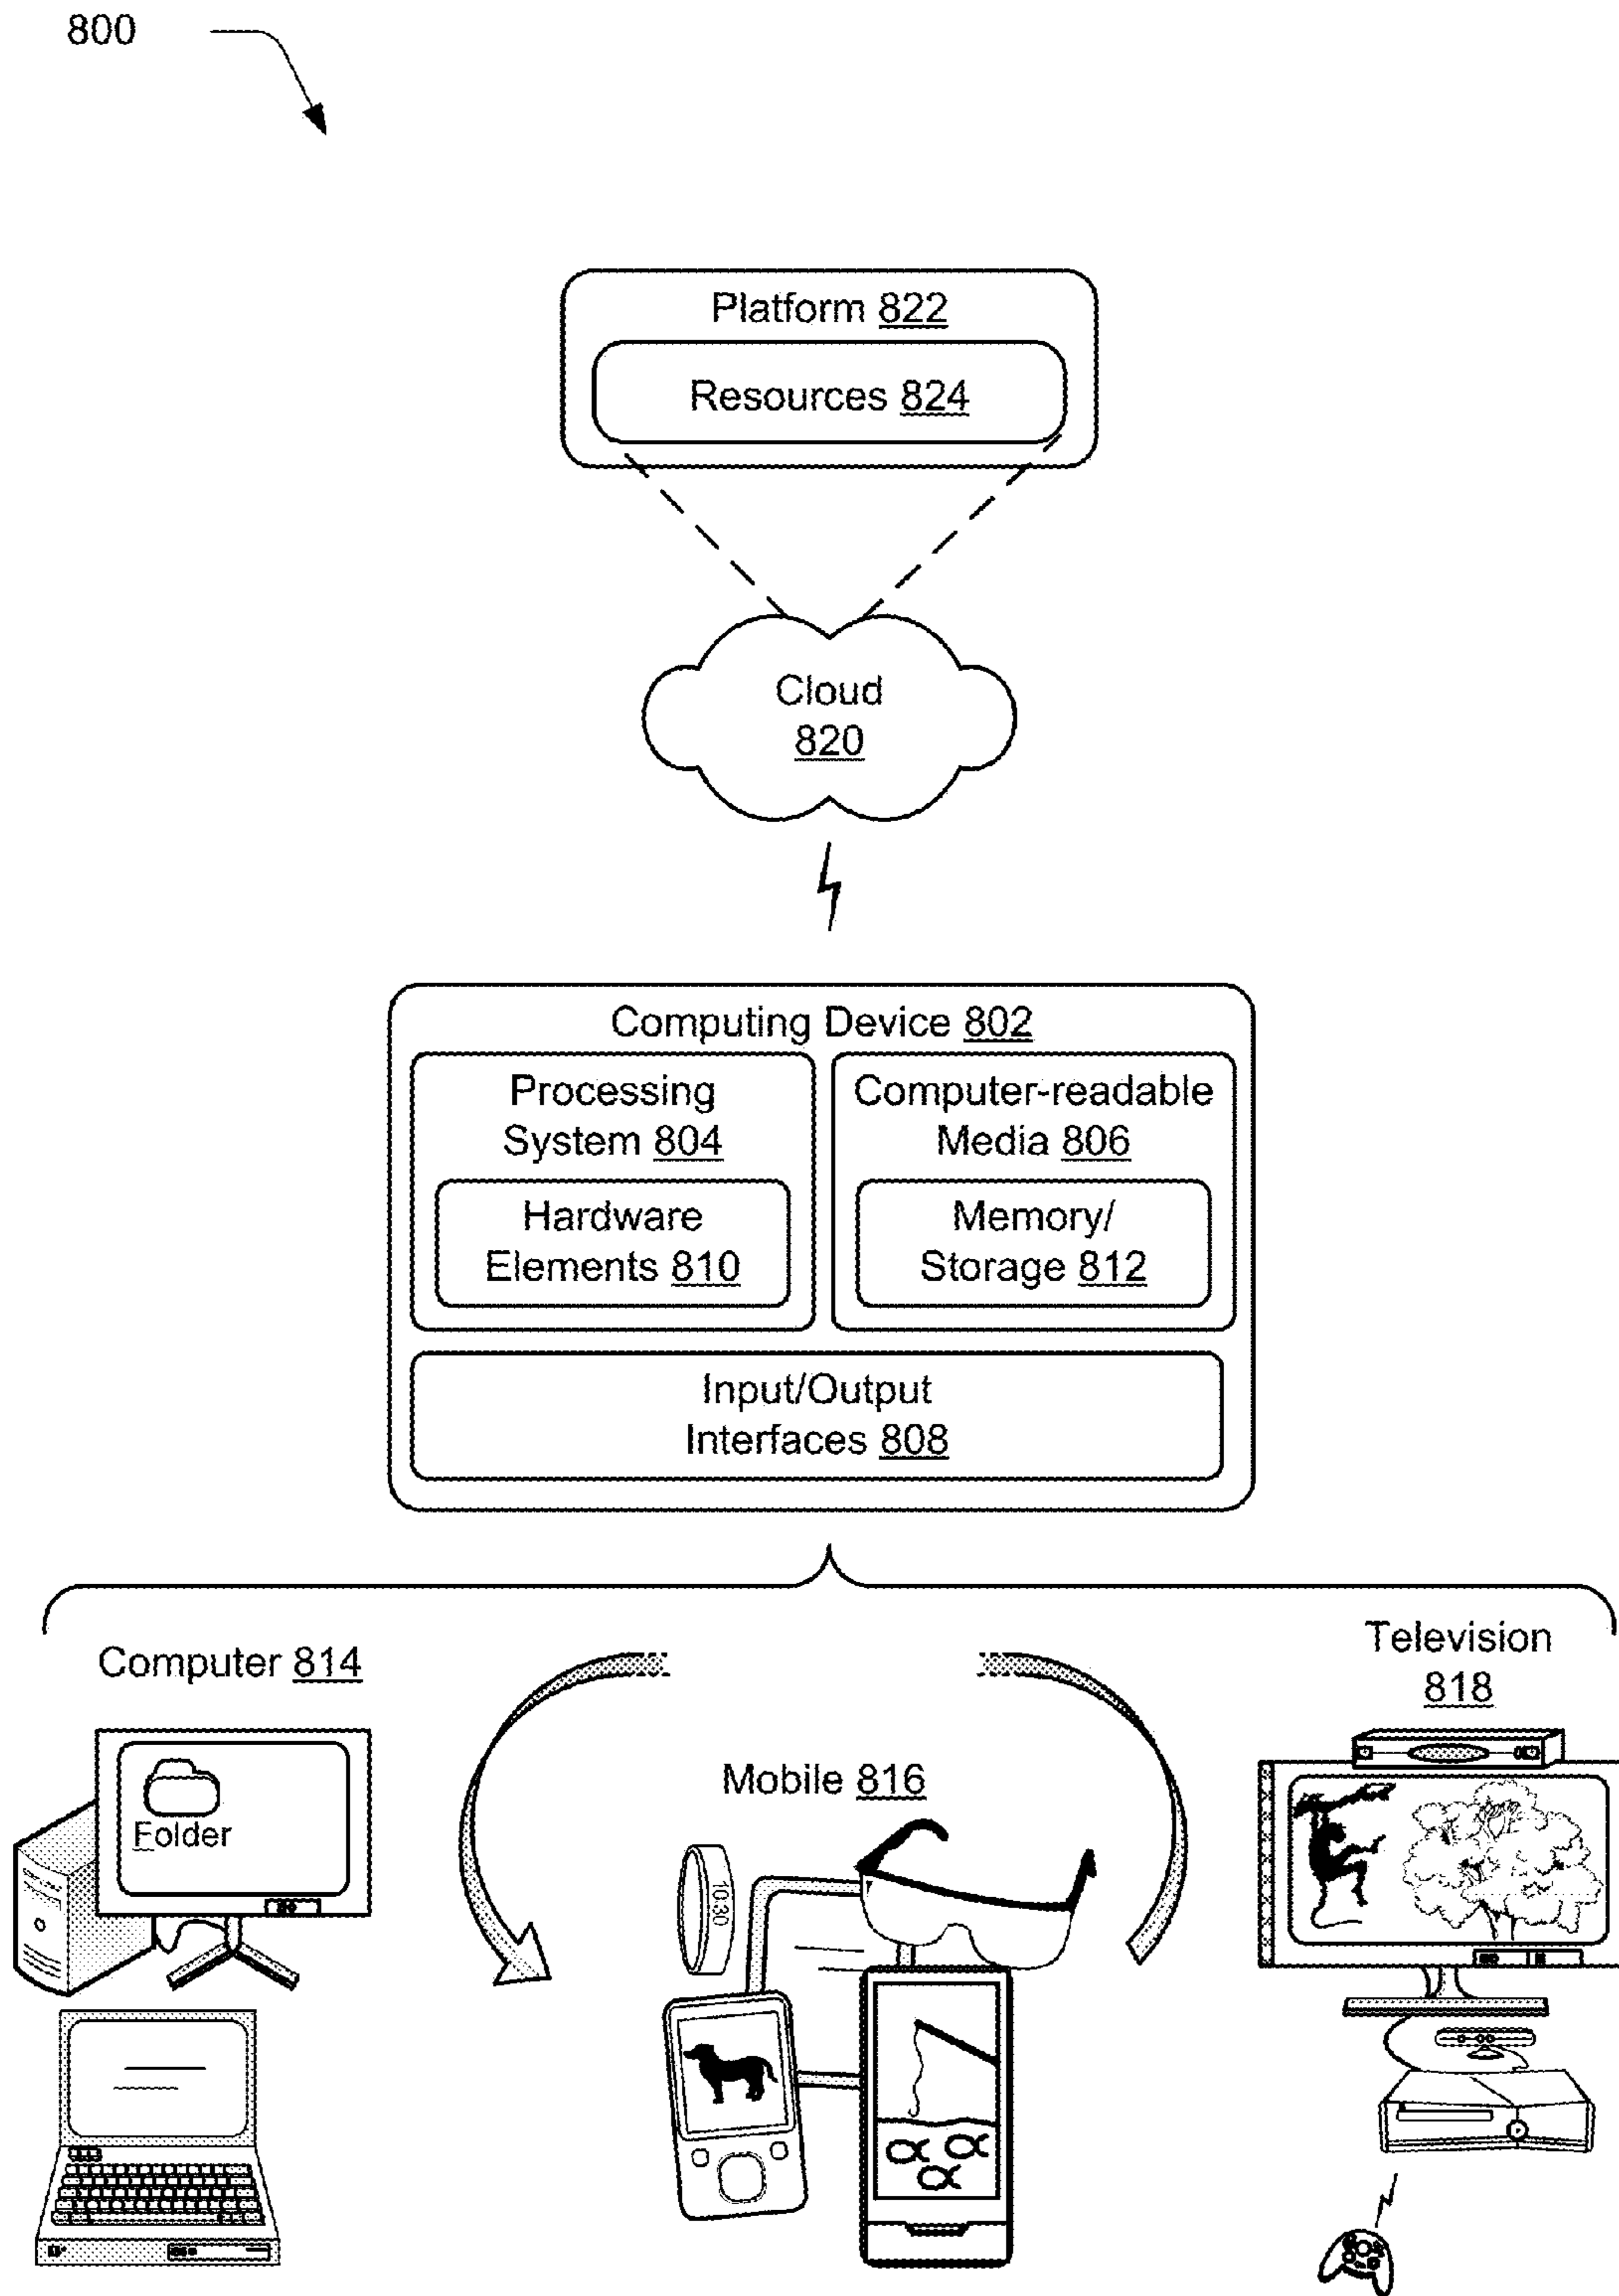 800
Platform 822
Resources 824
Cloud
820
Computing Device 802
Processing
System 804
Computer-readable
Media 806
Hardware
Elements 810
Memory/
Storage 812
Input/Output
Interfaces 808
Computer 814
Television
818
Mobile 816
Folder
10:30